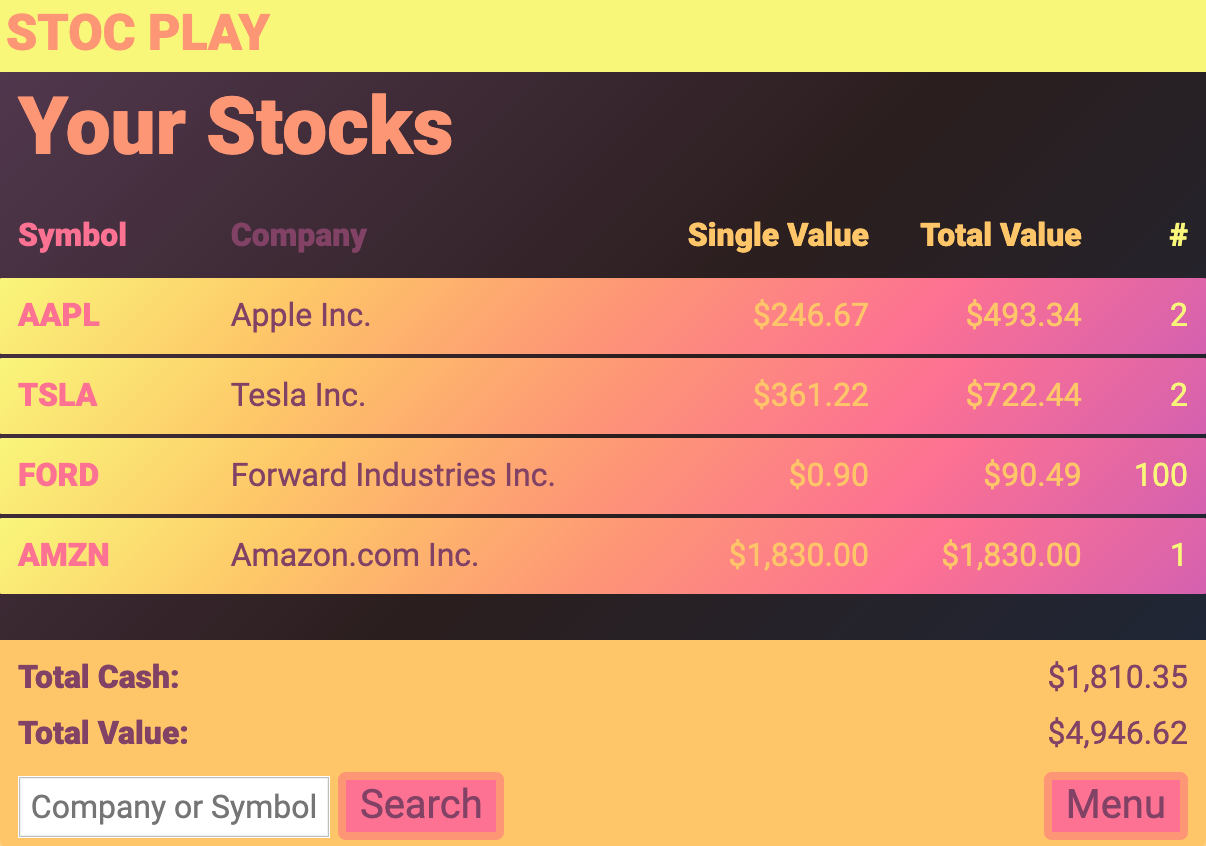 STOC PLAY
Your Stocks
Symbol Company Single Value Total Value #
AAPL Apple Inc. $246.67 $493.34 2
TSLA Tesla Inc. $361.22 $722.44 2
FORD Forward Industries Inc. $0.90 $90.49 100
AMZN Amazon.com Inc. $1,830.00 $1,830.00 1
Total Cash: $1,810.35
Total Value: $4,946.62
Company or Symbol Search Menu